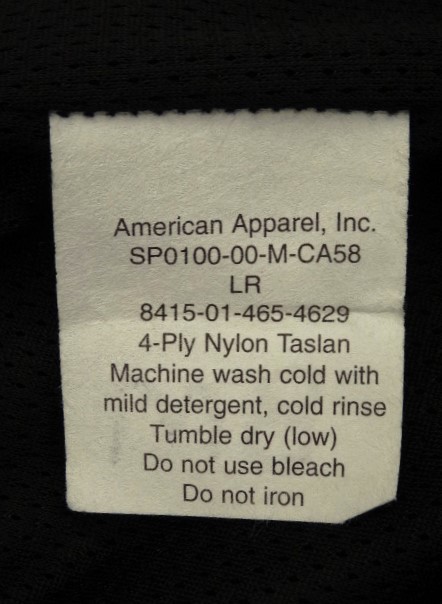 American Apparel, Inc.
SP0100-00-M-CA58
LR
8415-01-465-4629
4-Ply Nylon Taslan
Machine wash cold with
mild detergent, cold rinse
Tumble dry (low)
Do not use bleach
Do not iron